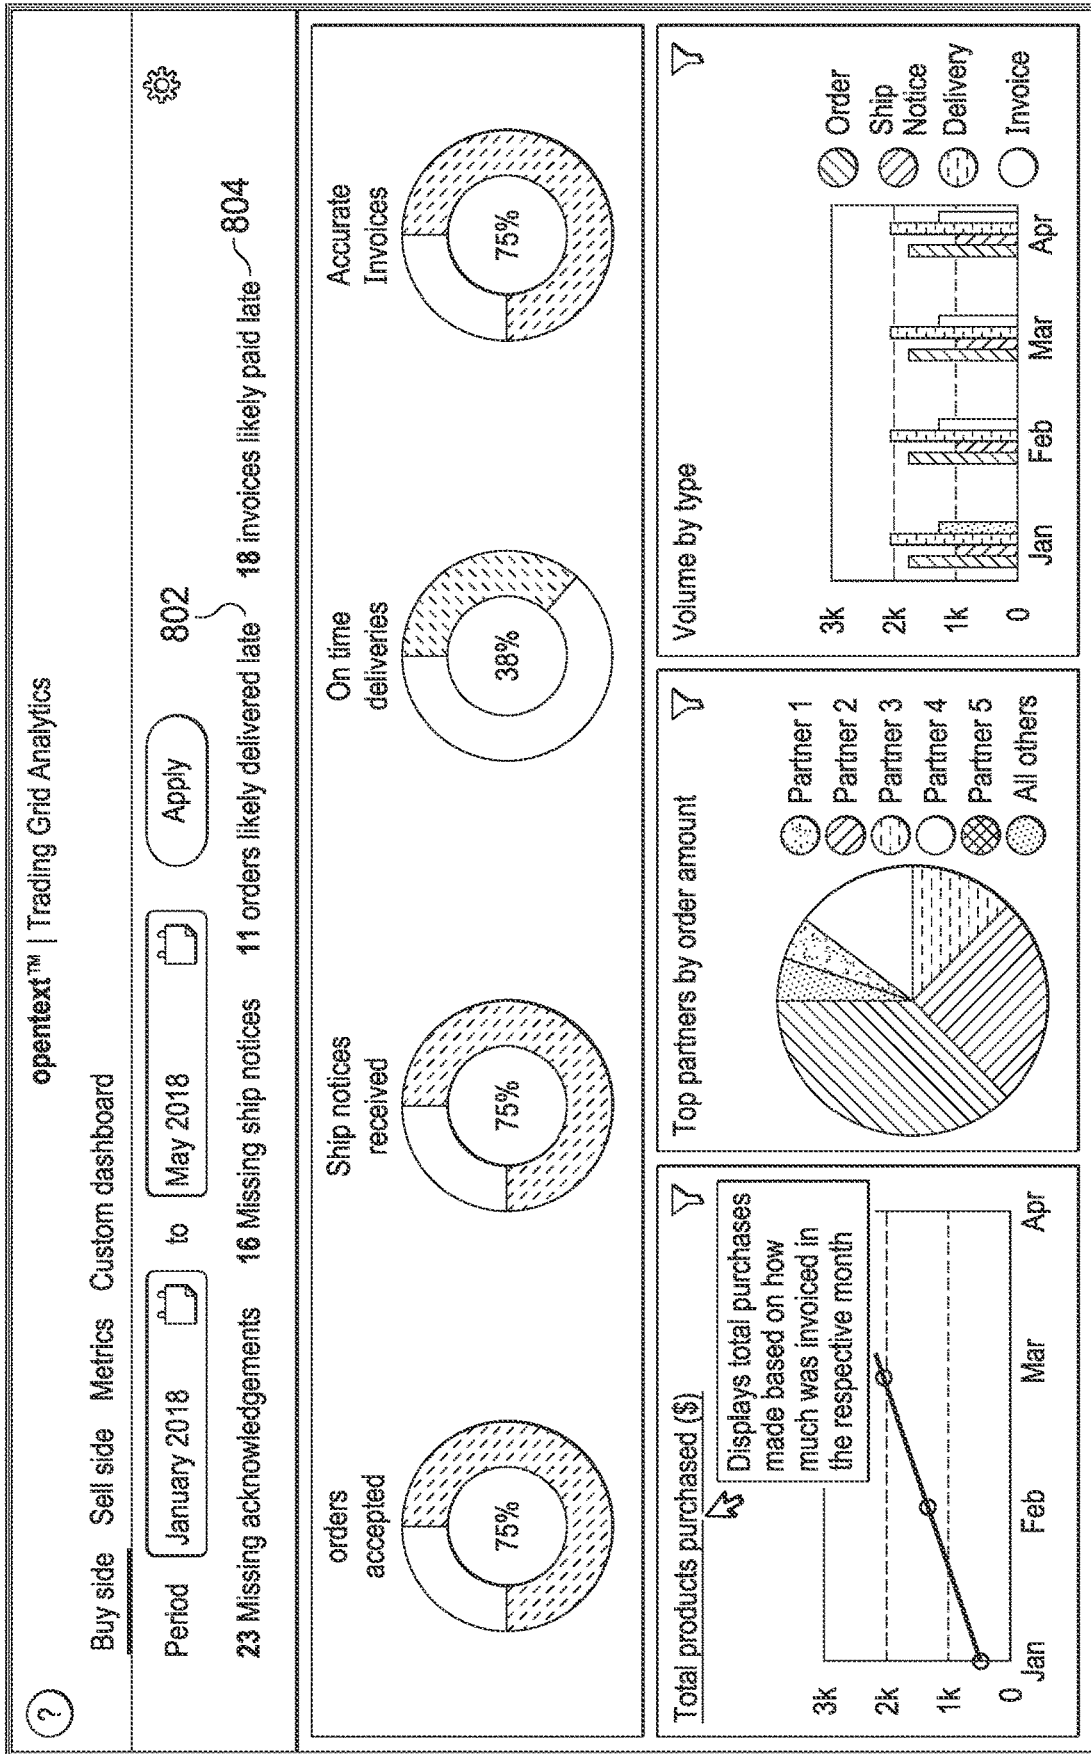 ?
opentext™ | Trading Grid Analytics
Buy side Sell side Metrics Custom dashboard
Period January 2018 to May 2018 Apply
802
23 Missing acknowledgements 16 Missing ship notices 11 orders likely delivered late 18 invoices likely paid late 804
orders
accepted
75%
Ship notices
received
75%
On time
deliveries
38%
Accurate
Invoices
75%
Total products purchased ($)
Displays total purchases
made based on how
much was invoiced in
the respective month
3k
2k
1k
0
Jan Feb Mar Apr
Top partners by order amount
Partner 1
Partner 2
Partner 3
Partner 4
Partner 5
All others
Volume by type
3k
2k
1k
0
Jan Feb Mar Apr
Order
Ship
Notice
Delivery
Invoice